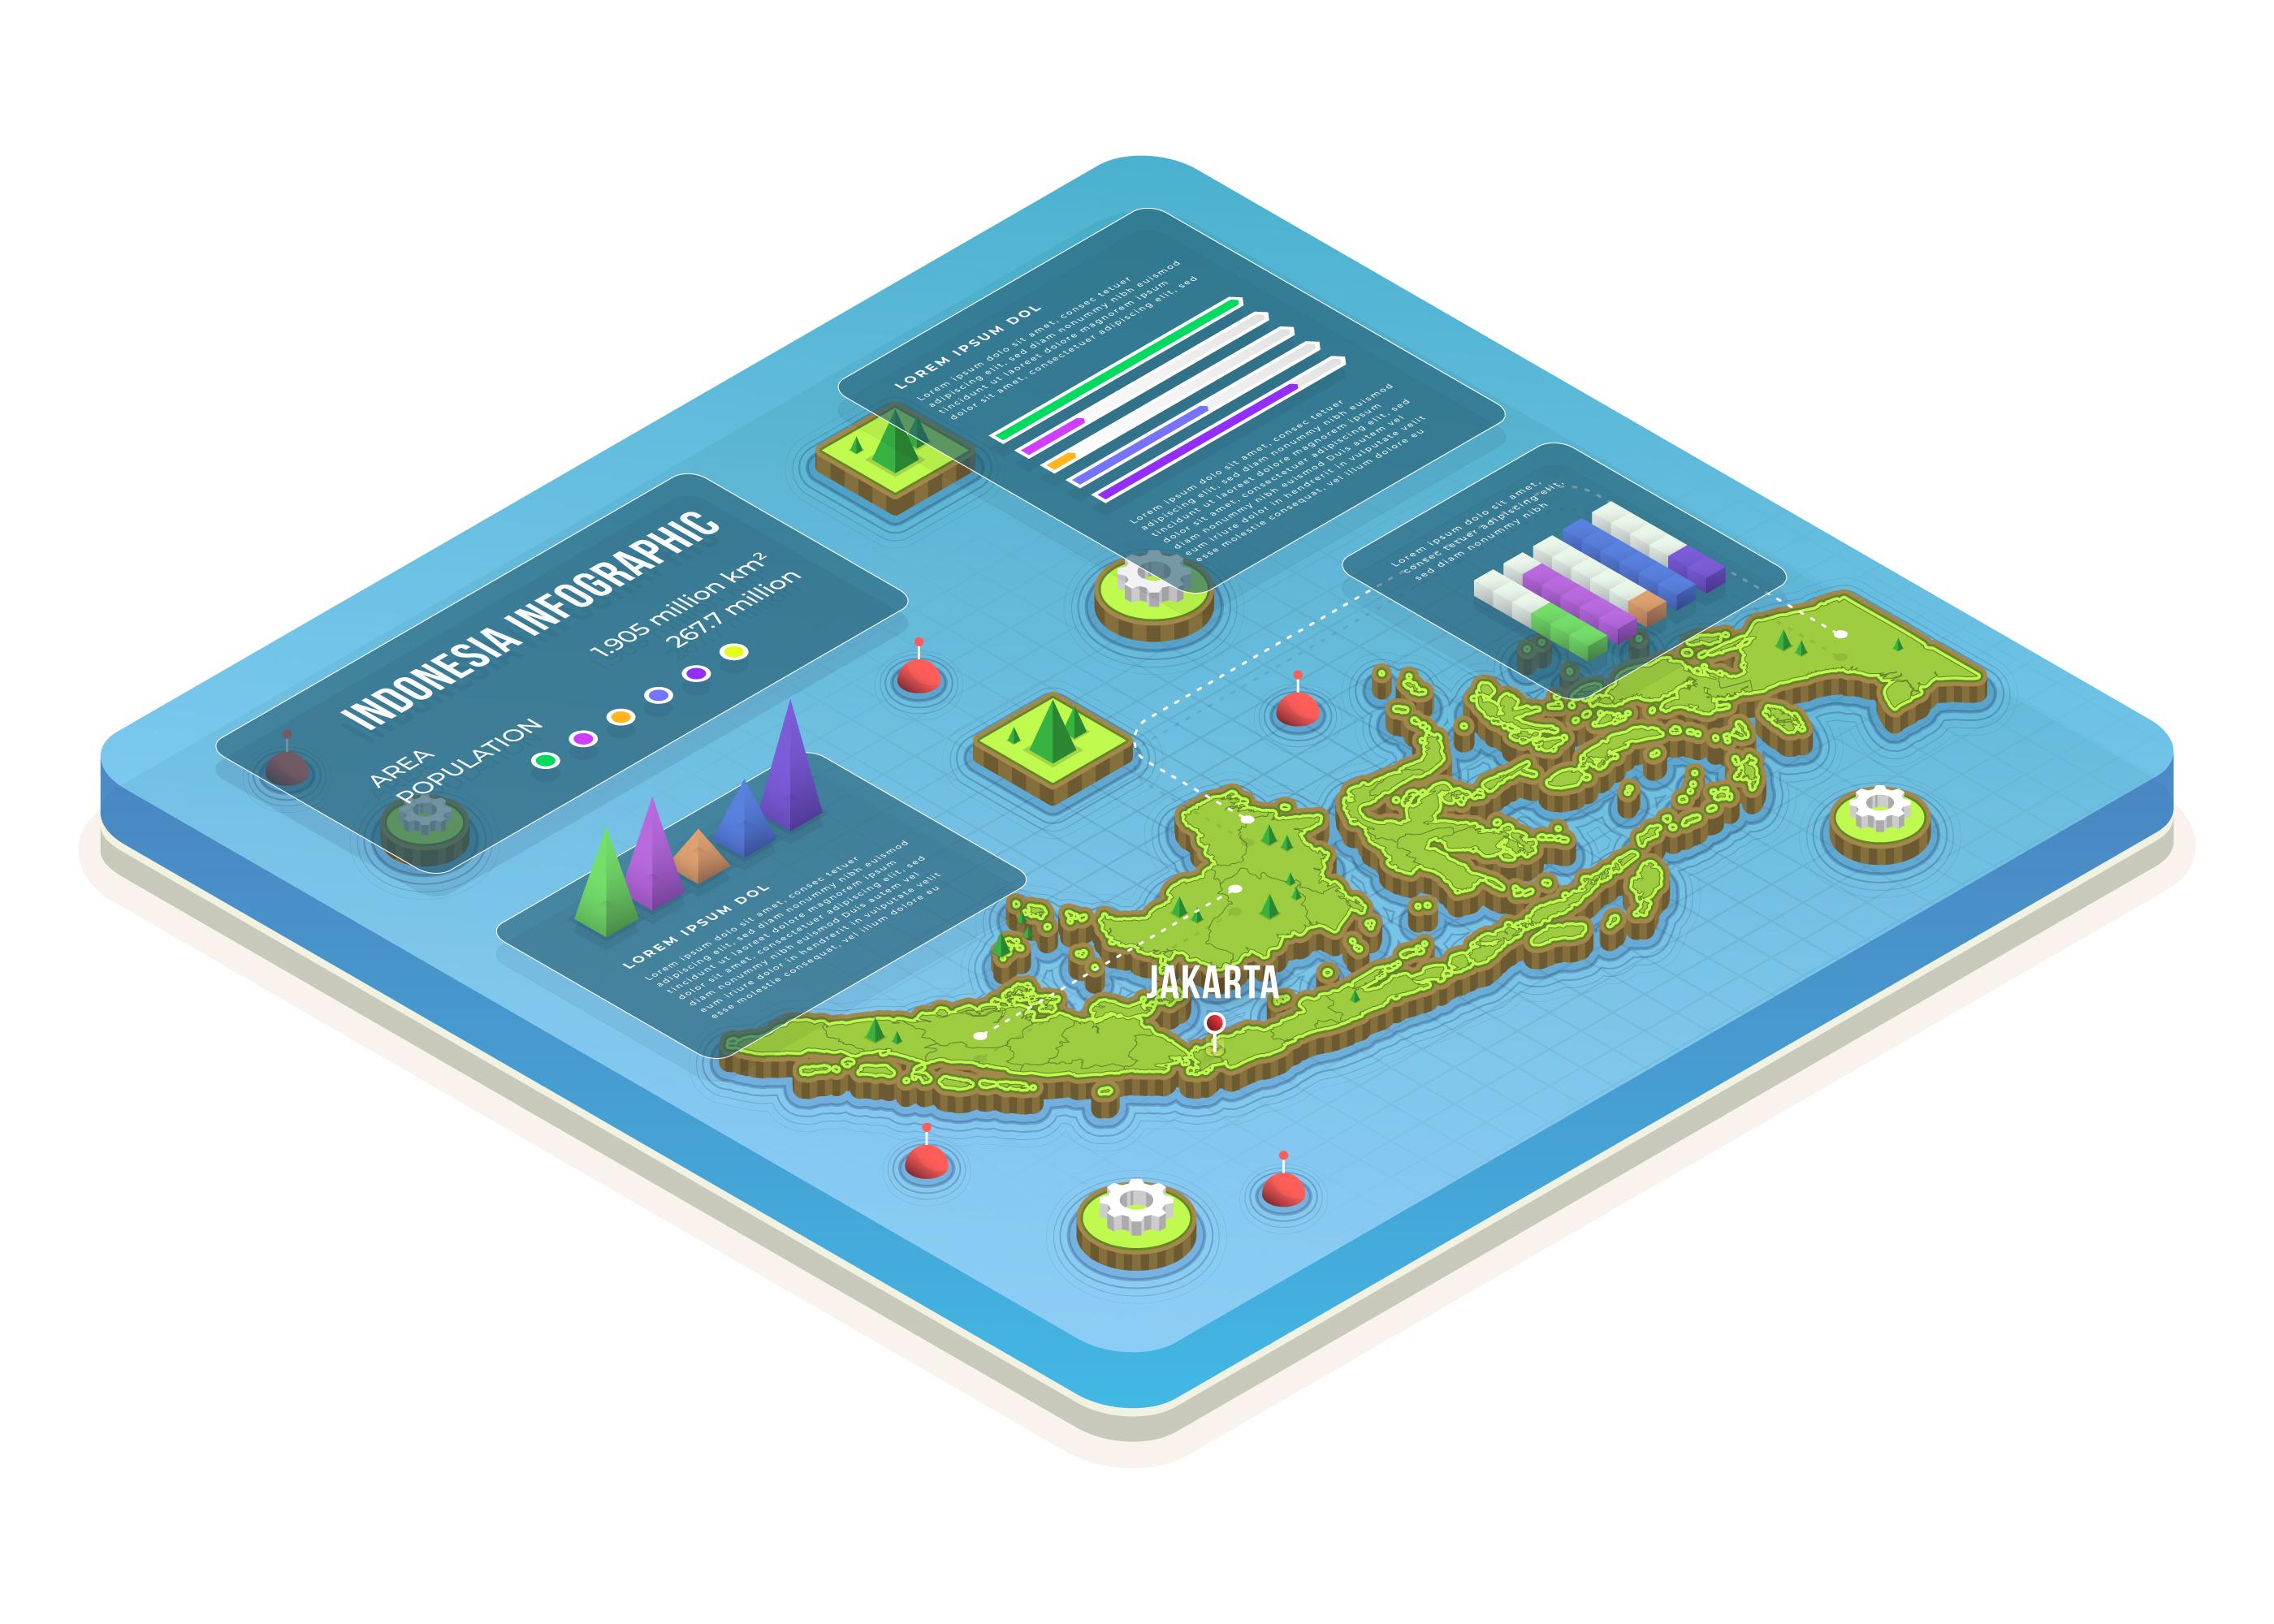 INDONESIA INFOGRAPHIC
AREA 1.905 million km²
POPULATION 267.7 million
LOREM IPSUM DOL
Lorem ipsum dolo sit amet, consec tetuer
adipiscing elit, sed diam nonummy nibh euismod
tincidunt ut laoreet dolore magnorem ipsum
dolor sit amet, consectetuer adipiscing elit, sed
Lorem ipsum dolo sit amet, consec tetuer
adipiscing elit, sed diam nonummy nibh euismod
tincidunt ut laoreet dolore magnorem ipsum
dolor sit amet, consectetuer adipiscing elit, sed
diam nonummy nibh euismod Duis autem vel
eum iriure dolor in hendrerit in vulputate velit
esse molestie consequat, vel illum dolore eu
Lorem ipsum dolo sit amet,
consec tetuer adipiscing elit,
sed diam nonummy nibh
LOREM IPSUM DOL
Lorem ipsum dolo sit amet, consec tetuer
adipiscing elit, sed diam nonummy nibh euismod
tincidunt ut laoreet dolore magnorem ipsum
dolor sit amet, consectetuer adipiscing elit, sed
diam nonummy nibh euismod Duis autem vel
eum iriure dolor in hendrerit in vulputate velit
esse molestie consequat, vel illum dolore eu
JAKARTA